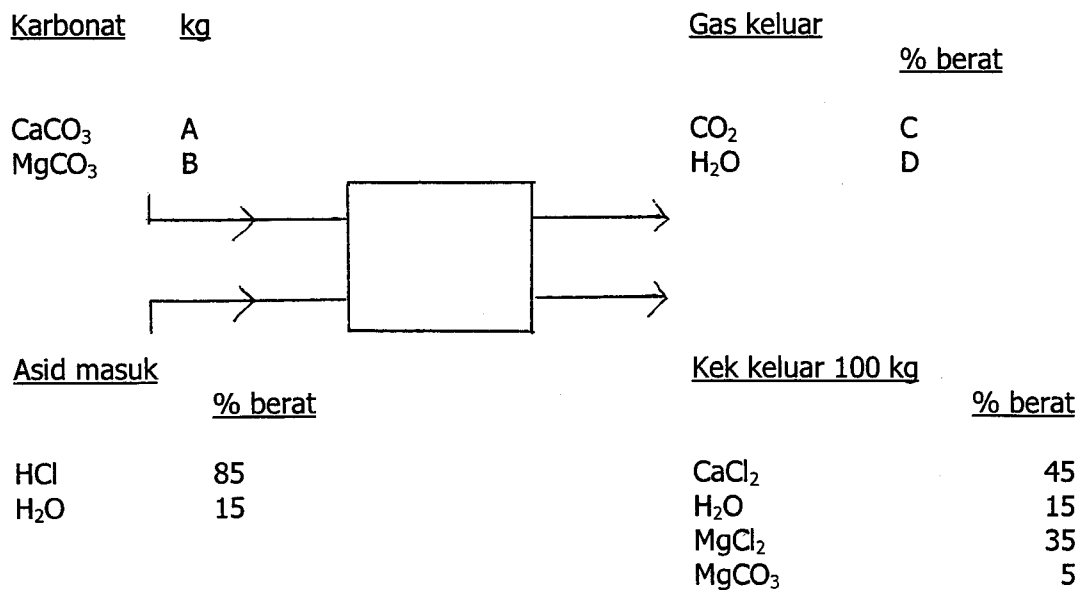 Karbonat kg
CaCO₃ A
MgCO₃ B
Gas keluar
% berat
CO₂ C
H₂O D
Asid masuk
% berat
HCl 85
H₂O 15
Kek keluar 100 kg
% berat
CaCl₂ 45
H₂O 15
MgCl₂ 35
MgCO₃ 5